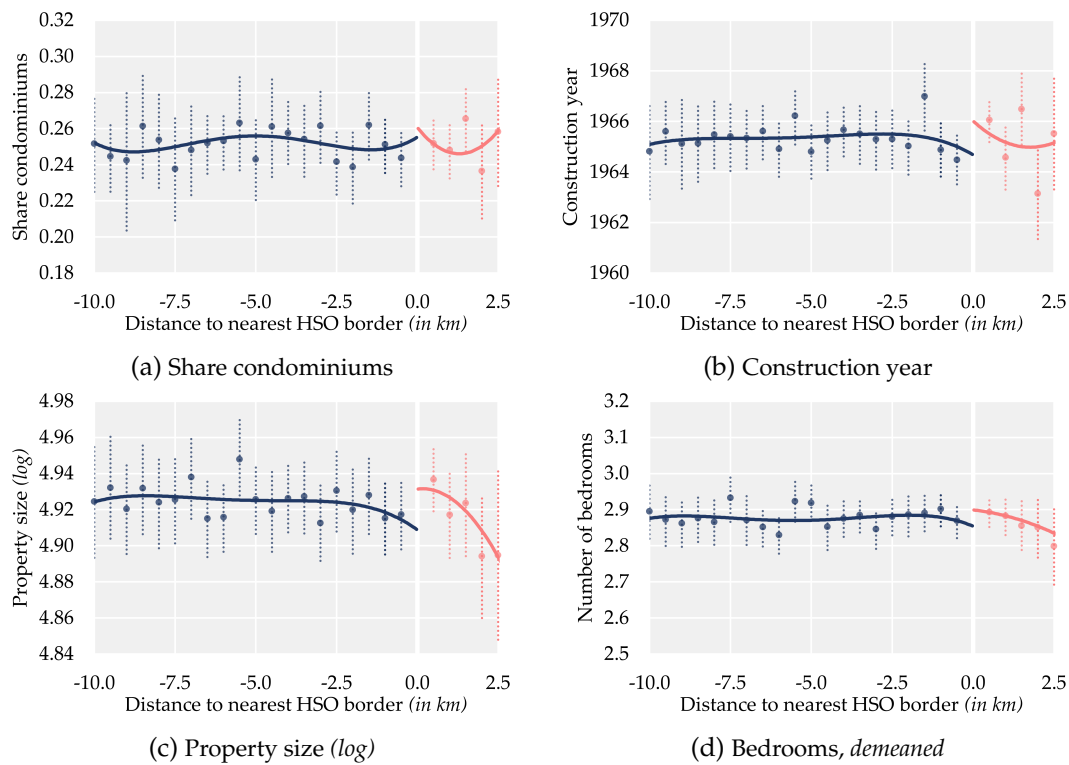 0.32
0.30
0.28
0.26
0.24
0.22
0.20
0.18
Share condominiums
-10.0 -7.5 -5.0 -2.5 0.0 2.5
Distance to nearest HSO border (in km)
(a) Share condominiums
1970
1968
1966
1964
1962
1960
Construction year
-10.0 -7.5 -5.0 -2.5 0.0 2.5
Distance to nearest HSO border (in km)
(b) Construction year
4.98
4.96
4.94
4.92
4.90
4.88
4.86
4.84
Property size (log)
-10.0 -7.5 -5.0 -2.5 0.0 2.5
Distance to nearest HSO border (in km)
(c) Property size (log)
3.2
3.1
3.0
2.9
2.8
2.7
2.6
2.5
Number of bedrooms
-10.0 -7.5 -5.0 -2.5 0.0 2.5
Distance to nearest HSO border (in km)
(d) Bedrooms, demeaned